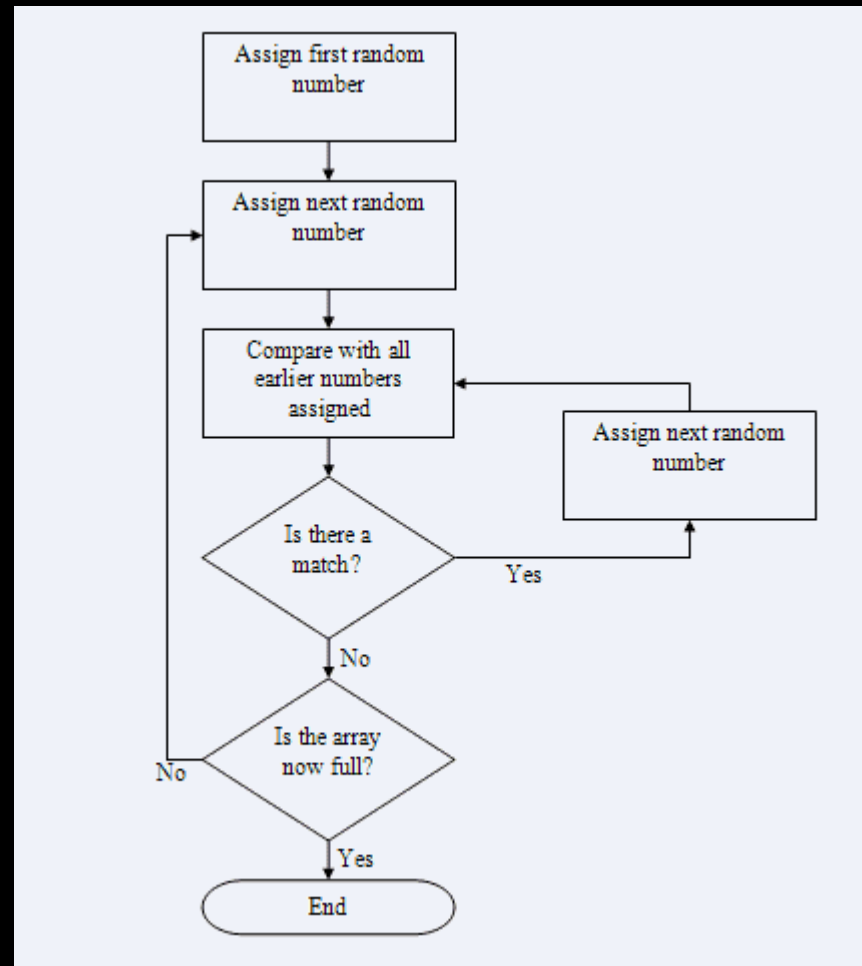 Assign first random
number
Assign next random
number
Compare with all
earlier numbers
assigned
Assign next random
number
Is there a
match?
Yes
No
Is the array
now full?
No
Yes
End